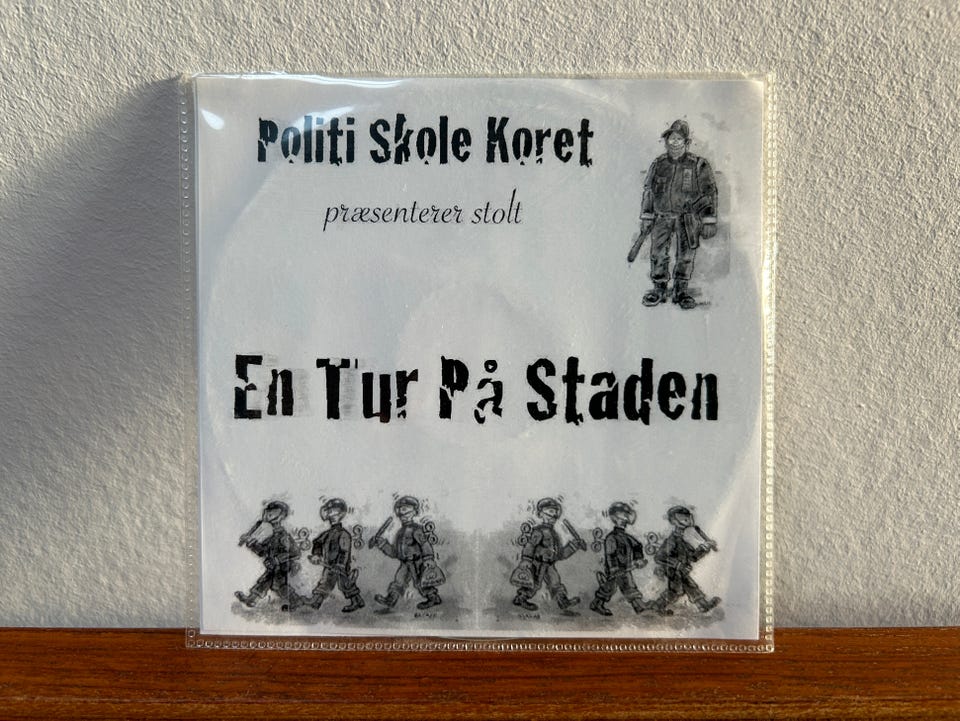 Politi Skole Koret
præsenterer stolt
En Tur På Staden